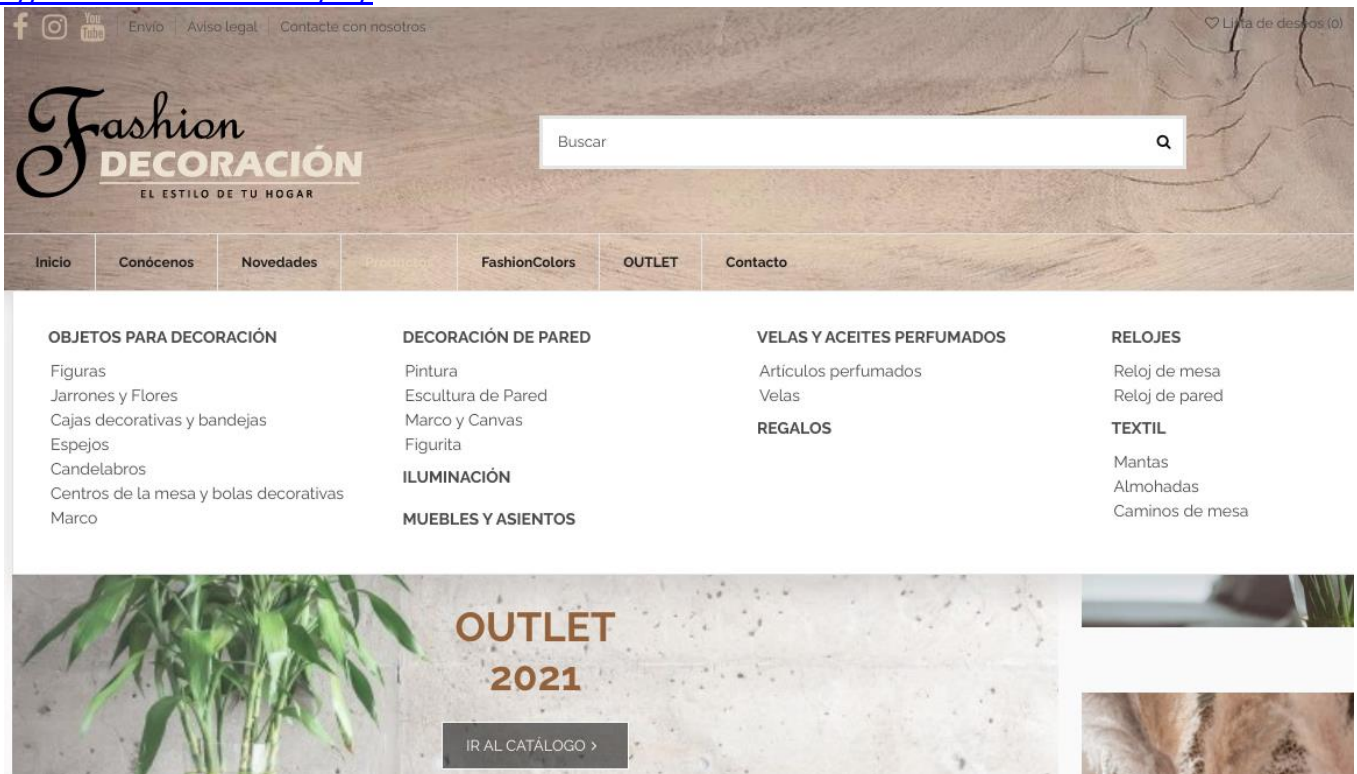 You
Tube
Envío
Aviso legal
Contacte con nosotros
Lista de deseos (0)
Fashion
DECORACIÓN
EL ESTILO DE TU HOGAR
Buscar
Inicio
Conócenos
Novedades
Productos
FashionColors
OUTLET
Contacto
OBJETOS PARA DECORACIÓN
Figuras
Jarrones y Flores
Cajas decorativas y bandejas
Espejos
Candelabros
Centros de la mesa y bolas decorativas
Marco
DECORACIÓN DE PARED
Pintura
Escultura de Pared
Marco y Canvas
Figurita
ILUMINACIÓN
MUEBLES Y ASIENTOS
VELAS Y ACEITES PERFUMADOS
Artículos perfumados
Velas
REGALOS
RELOJES
Reloj de mesa
Reloj de pared
TEXTIL
Mantas
Almohadas
Caminos de mesa
OUTLET
2021
IR AL CATÁLOGO >